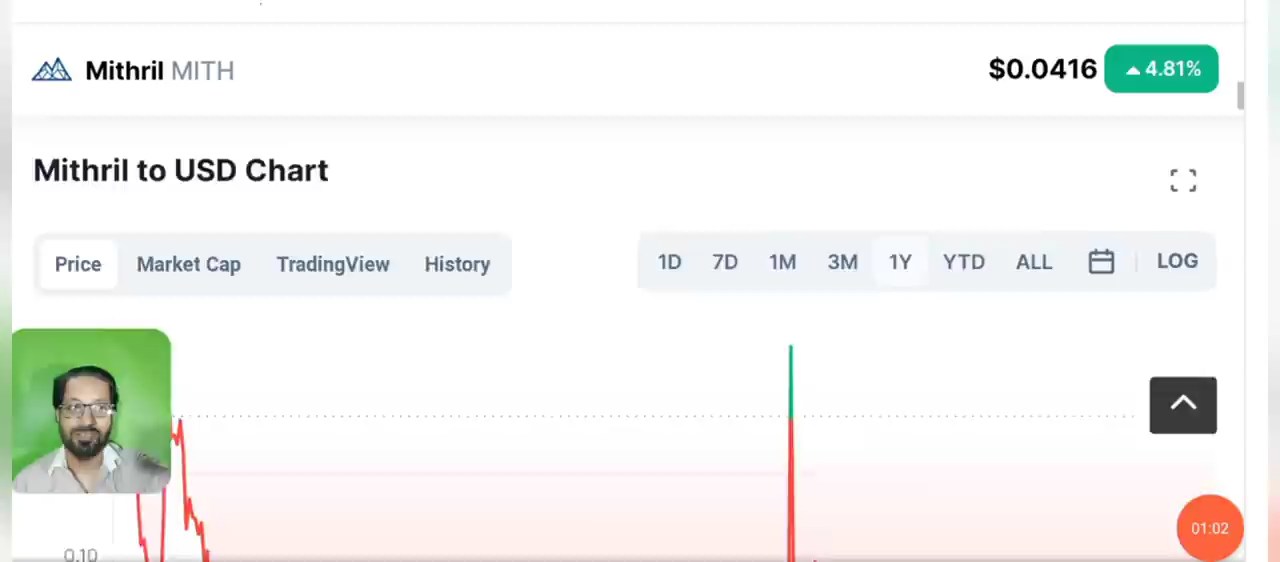 Mithril MITH $0.0416 4.81%
Mithril to USD Chart
Price Market Cap TradingView History 1D 7D 1M 3M 1Y YTD ALL LOG
01:02
0.10